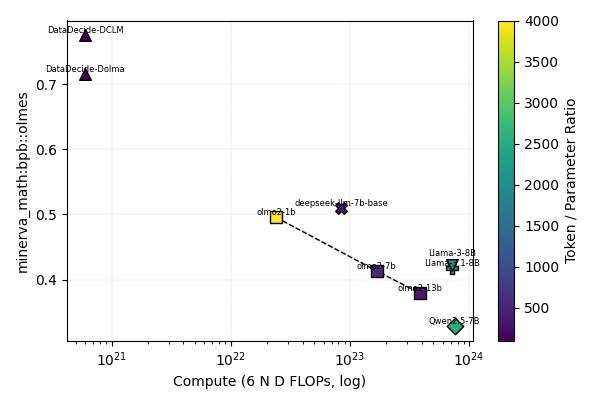 DataDecide-DCLM
DataDecide-Dolma
olmo2-1b
deepseek-llm-7b-base
olmo2-7b
olmo2-13b
Llama-3-8B
Llama-3.1-8B
Qwen2.5-7B
0.7
0.6
0.5
0.4
minerva_math:bpb::olmes
10^21
10^22
10^23
10^24
Compute (6 N D FLOPs, log)
4000
3500
3000
2500
2000
1500
1000
500
Token / Parameter Ratio